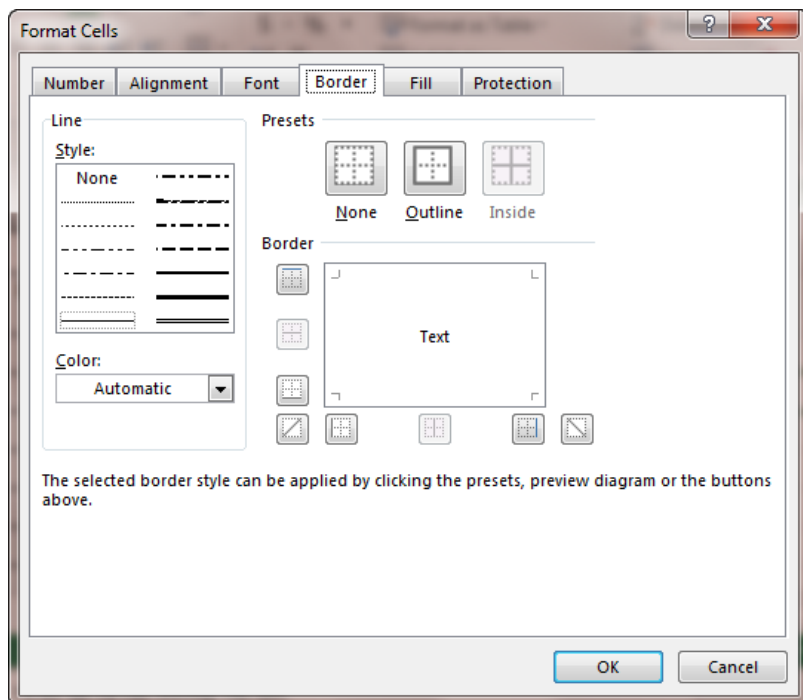 Format Cells
?
X
Number Alignment Font Border Fill Protection
Line
Presets
Style:
None
None Outline Inside
Border
Text
Color:
Automatic
The selected border style can be applied by clicking the presets, preview diagram or the buttons
above.
OK Cancel